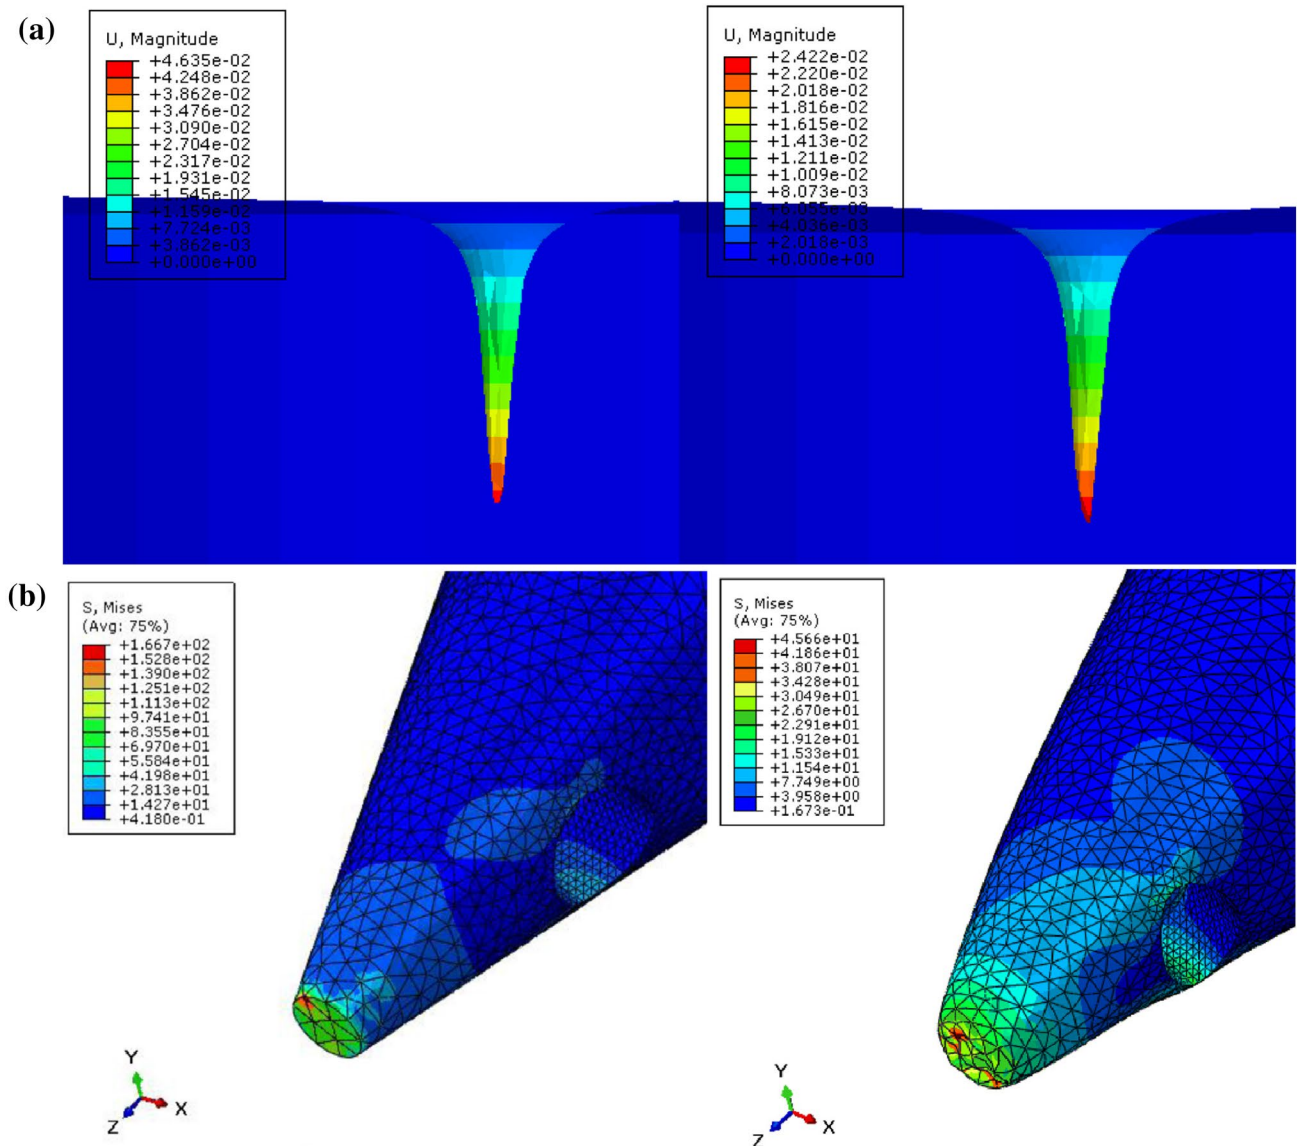 (a)
U, Magnitude
+4.635e-02
+4.248e-02
+3.862e-02
+3.476e-02
+3.090e-02
+2.704e-02
+2.317e-02
+1.931e-02
+1.545e-02
+1.159e-02
+7.724e-03
+3.862e-03
+0.000e+00
U, Magnitude
+2.422e-02
+2.220e-02
+2.018e-02
+1.816e-02
+1.615e-02
+1.413e-02
+1.211e-02
+1.009e-02
+8.073e-03
+6.055e-03
+4.036e-03
+2.018e-03
+0.000e+00
(b)
S, Mises
(Avg: 75%)
+1.667e+02
+1.528e+02
+1.390e+02
+1.251e+02
+1.113e+02
+9.741e+01
+8.355e+01
+6.970e+01
+5.584e+01
+4.198e+01
+2.813e+01
+1.427e+01
+4.180e-01
Y
X
Z
S, Mises
(Avg: 75%)
+4.566e+01
+4.186e+01
+3.807e+01
+3.428e+01
+3.049e+01
+2.670e+01
+2.291e+01
+1.912e+01
+1.533e+01
+1.154e+01
+7.749e+00
+3.958e+00
+1.673e-01
Y
X
Z